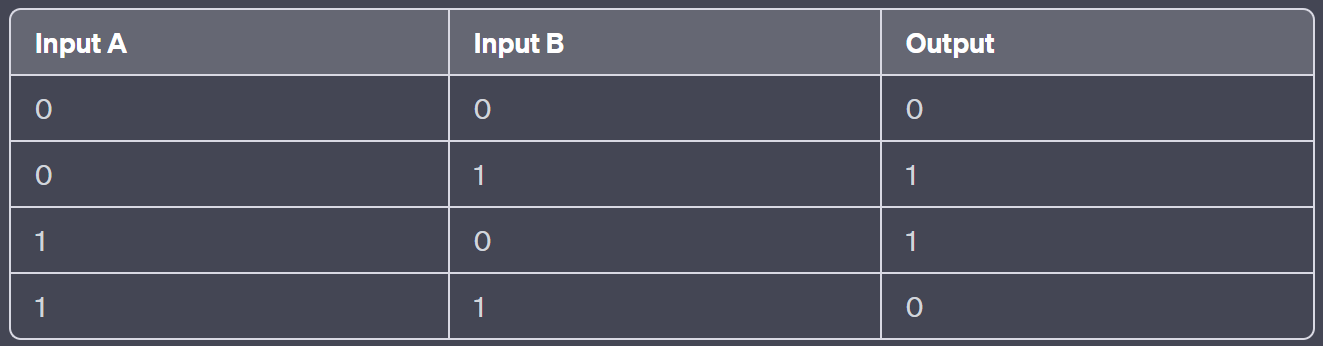 Input A Input B Output
0 0 0
0 1 1
1 0 1
1 1 0